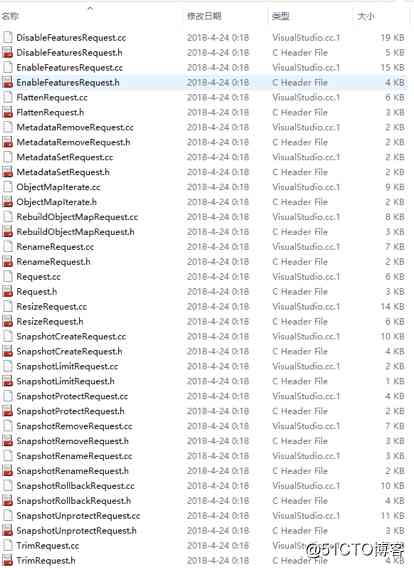 名称 修改日期 类型 大小
DisableFeaturesRequest.cc 2018-4-24 0:18 VisualStudio.cc.1 19 KB
DisableFeaturesRequest.h 2018-4-24 0:18 C Header File 5 KB
EnableFeaturesRequest.cc 2018-4-24 0:18 VisualStudio.cc.1 15 KB
EnableFeaturesRequest.h 2018-4-24 0:18 C Header File 4 KB
FlattenRequest.cc 2018-4-24 0:18 VisualStudio.cc.1 6 KB
FlattenRequest.h 2018-4-24 0:18 C Header File 3 KB
MetadataRemoveRequest.cc 2018-4-24 0:18 VisualStudio.cc.1 2 KB
MetadataRemoveRequest.h 2018-4-24 0:18 C Header File 2 KB
MetadataSetRequest.cc 2018-4-24 0:18 VisualStudio.cc.1 2 KB
MetadataSetRequest.h 2018-4-24 0:18 C Header File 2 KB
ObjectMapIterate.cc 2018-4-24 0:18 VisualStudio.cc.1 9 KB
ObjectMapIterate.h 2018-4-24 0:18 C Header File 2 KB
RebuildObjectMapRequest.cc 2018-4-24 0:18 VisualStudio.cc.1 8 KB
RebuildObjectMapRequest.h 2018-4-24 0:18 C Header File 3 KB
RenameRequest.cc 2018-4-24 0:18 VisualStudio.cc.1 7 KB
RenameRequest.h 2018-4-24 0:18 C Header File 2 KB
Request.cc 2018-4-24 0:18 VisualStudio.cc.1 6 KB
Request.h 2018-4-24 0:18 C Header File 3 KB
ResizeRequest.cc 2018-4-24 0:18 VisualStudio.cc.1 14 KB
ResizeRequest.h 2018-4-24 0:18 C Header File 6 KB
SnapshotCreateRequest.cc 2018-4-24 0:18 VisualStudio.cc.1 10 KB
SnapshotCreateRequest.h 2018-4-24 0:18 C Header File 4 KB
SnapshotLimitRequest.cc 2018-4-24 0:18 VisualStudio.cc.1 2 KB
SnapshotLimitRequest.h 2018-4-24 0:18 C Header File 1 KB
SnapshotProtectRequest.cc 2018-4-24 0:18 VisualStudio.cc.1 4 KB
SnapshotProtectRequest.h 2018-4-24 0:18 C Header File 2 KB
SnapshotRemoveRequest.cc 2018-4-24 0:18 VisualStudio.cc.1 7 KB
SnapshotRemoveRequest.h 2018-4-24 0:18 C Header File 3 KB
SnapshotRenameRequest.cc 2018-4-24 0:18 VisualStudio.cc.1 3 KB
SnapshotRenameRequest.h 2018-4-24 0:18 C Header File 2 KB
SnapshotRollbackRequest.cc 2018-4-24 0:18 VisualStudio.cc.1 10 KB
SnapshotRollbackRequest.h 2018-4-24 0:18 C Header File 4 KB
SnapshotUnprotectRequest.cc 2018-4-24 0:18 VisualStudio.cc.1 11 KB
SnapshotUnprotectRequest.h 2018-4-24 0:18 C Header File 3 KB
TrimRequest.cc 2018-4-24 0:18 VisualStudio.cc.1
TrimRequest.h 2018-4-24 0:18 C Header File 4 KB
@51CTO博客